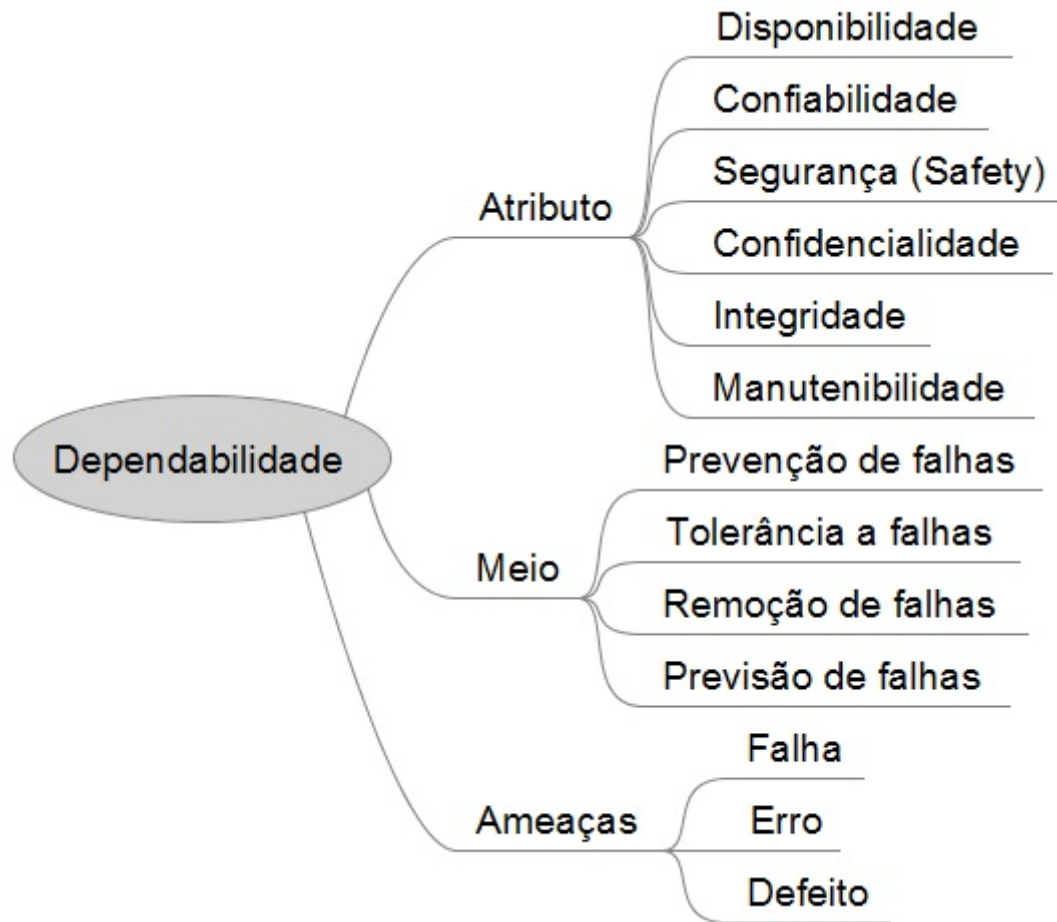 Dependabilidade
Atributo
Disponibilidade
Confiabilidade
Segurança (Safety)
Confidencialidade
Integridade
Manutenibilidade
Meio
Prevenção de falhas
Tolerância a falhas
Remoção de falhas
Previsão de falhas
Ameaças
Falha
Erro
Defeito